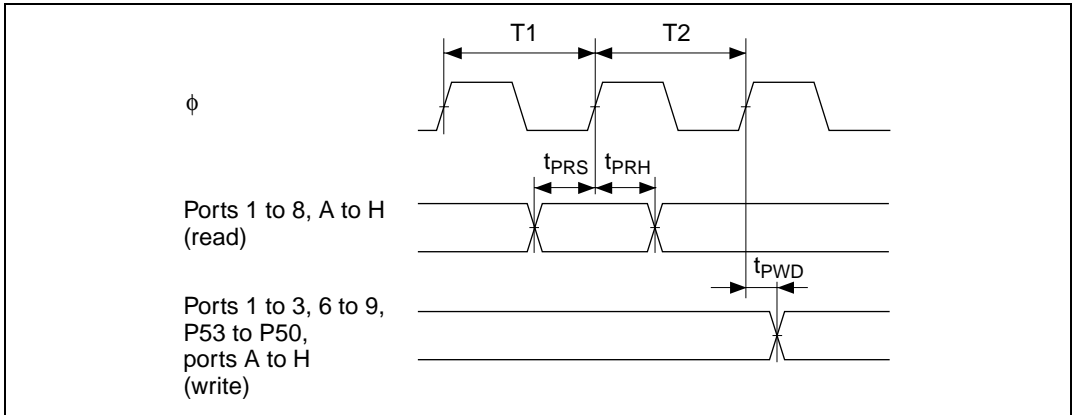 T1 T2
ϕ
tPRS tPRH
Ports 1 to 8, A to H
(read)
tPWD
Ports 1 to 3, 6 to 9,
P53 to P50,
ports A to H
(write)